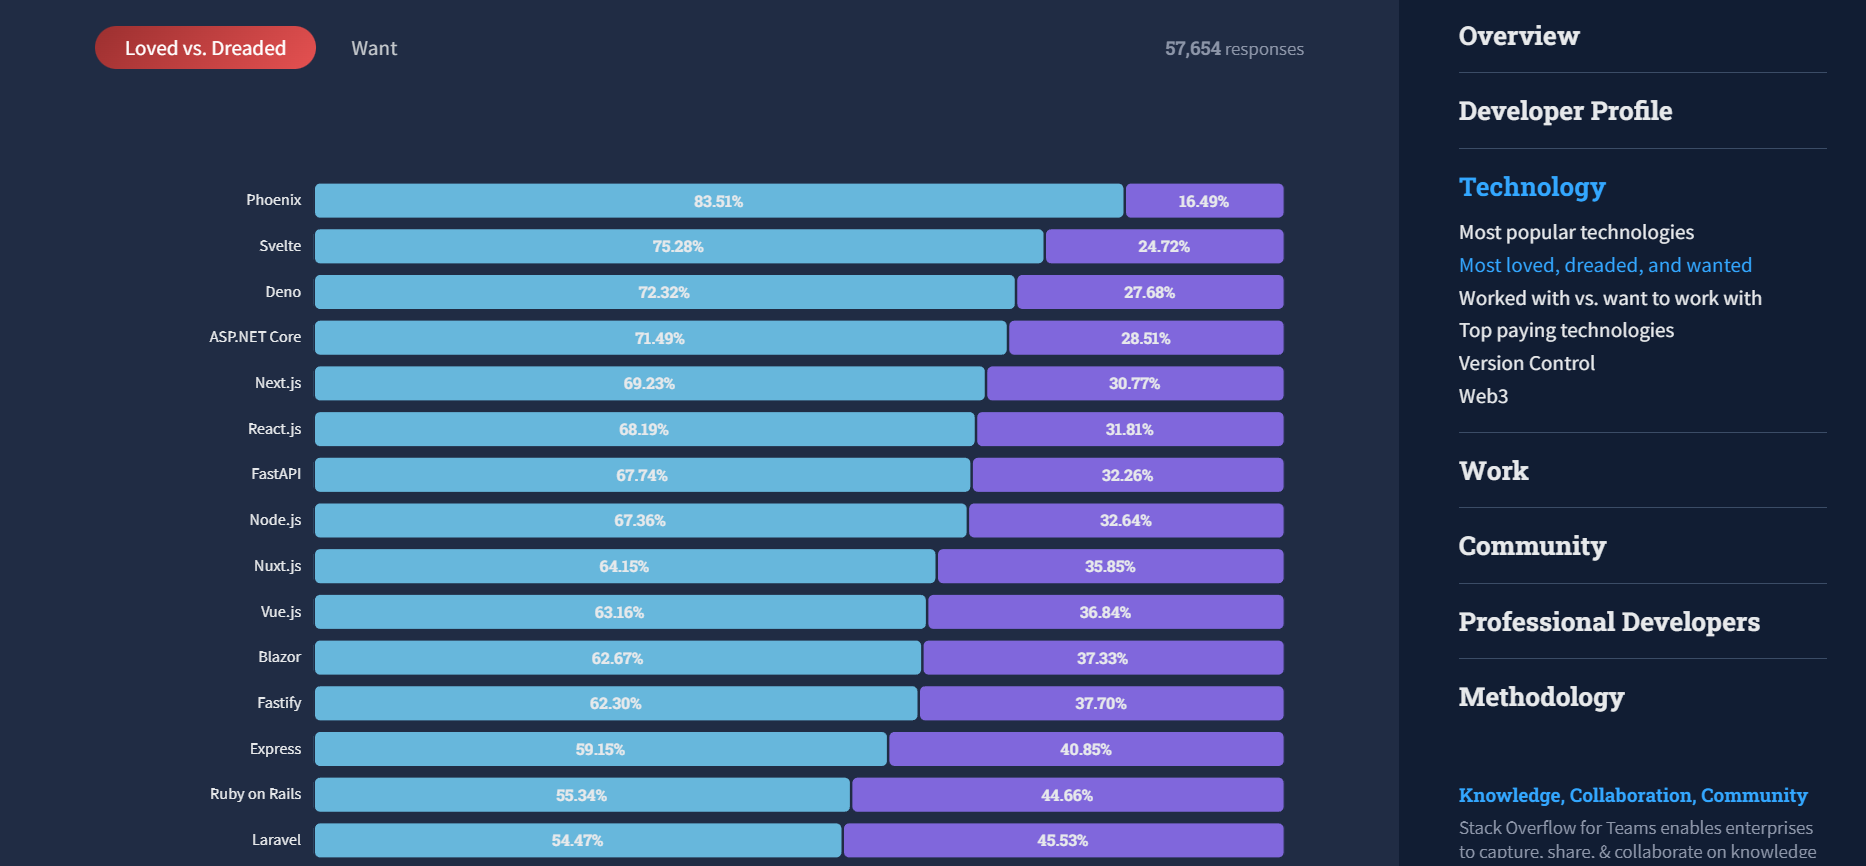 Loved vs. Dreaded
Want
57,654 responses
Phoenix 83.51% 16.49%
Svelte 75.28% 24.72%
Deno 72.32% 27.68%
ASP.NET Core 71.49% 28.51%
Next.js 69.23% 30.77%
React.js 68.19% 31.81%
FastAPI 67.74% 32.26%
Node.js 67.36% 32.64%
Nuxt.js 64.15% 35.85%
Vue.js 63.16% 36.84%
Blazor 62.67% 37.33%
Fastify 62.30% 37.70%
Express 59.15% 40.85%
Ruby on Rails 55.34% 44.66%
Laravel 54.47% 45.53%
Overview
Developer Profile
Technology
Most popular technologies
Most loved, dreaded, and wanted
Worked with vs. want to work with
Top paying technologies
Version Control
Web3
Work
Community
Professional Developers
Methodology
Knowledge, Collaboration, Community
Stack Overflow for Teams enables enterprises
to capture, share, & collaborate on knowledge